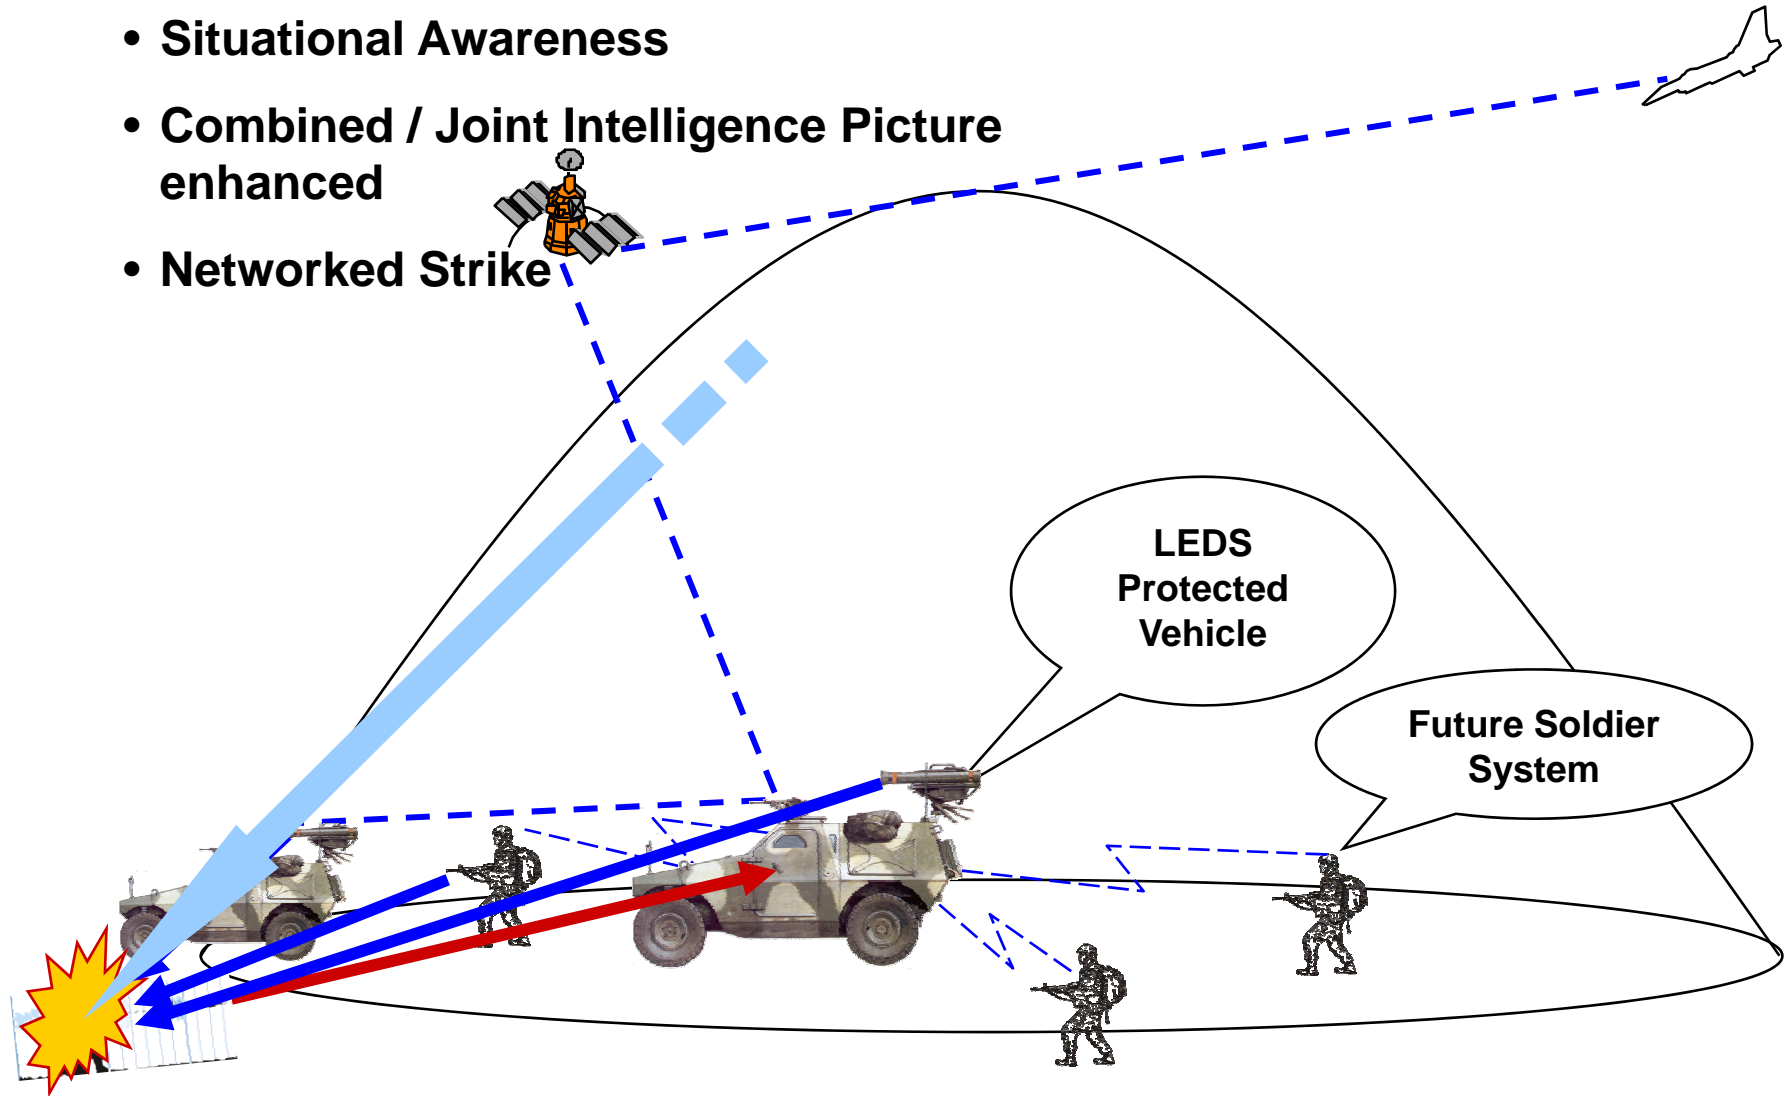 • Situational Awareness
• Combined / Joint Intelligence Picture
enhanced
• Networked Strike
LEDS
Protected
Vehicle
Future Soldier
System